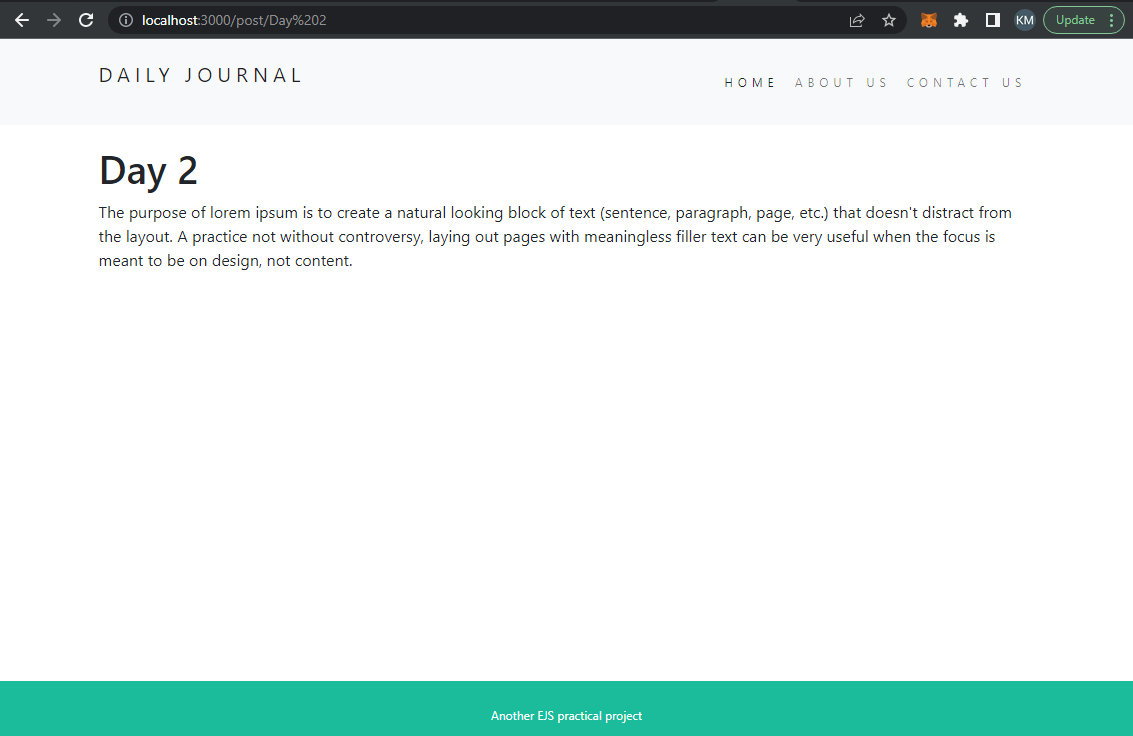 localhost:3000/post/Day%202
KM
Update
DAILY JOURNAL
HOME ABOUT US CONTACT US
Day 2
The purpose of lorem ipsum is to create a natural looking block of text (sentence, paragraph, page, etc.) that doesn't distract from
the layout. A practice not without controversy, laying out pages with meaningless filler text can be very useful when the focus is
meant to be on design, not content.
Another EJS practical project